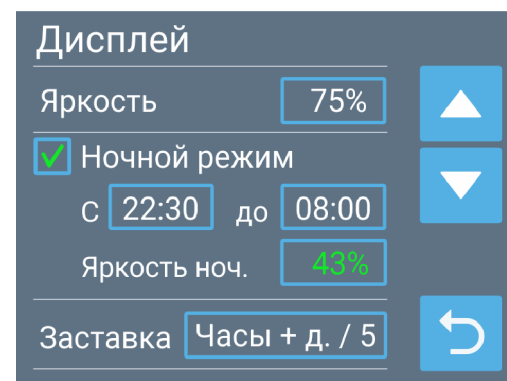 Дисплей
Яркость 75%
Ночной режим
С 22:30 до 08:00
Яркость ноч. 43%
Заставка Часы + д. / 5